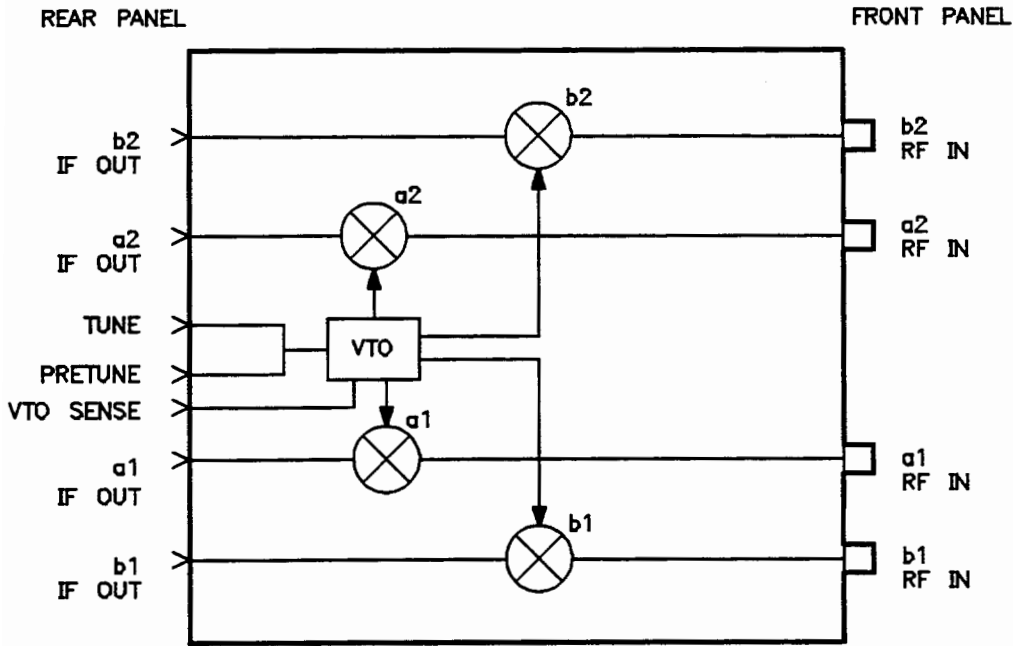 REAR PANEL
FRONT PANEL
b2
b2
IF OUT
b2
RF IN
a2
a2
IF OUT
a2
RF IN
TUNE
VTO
PRETUNE
VTO SENSE
a1
a1
IF OUT
a1
RF IN
b1
b1
IF OUT
b1
RF IN